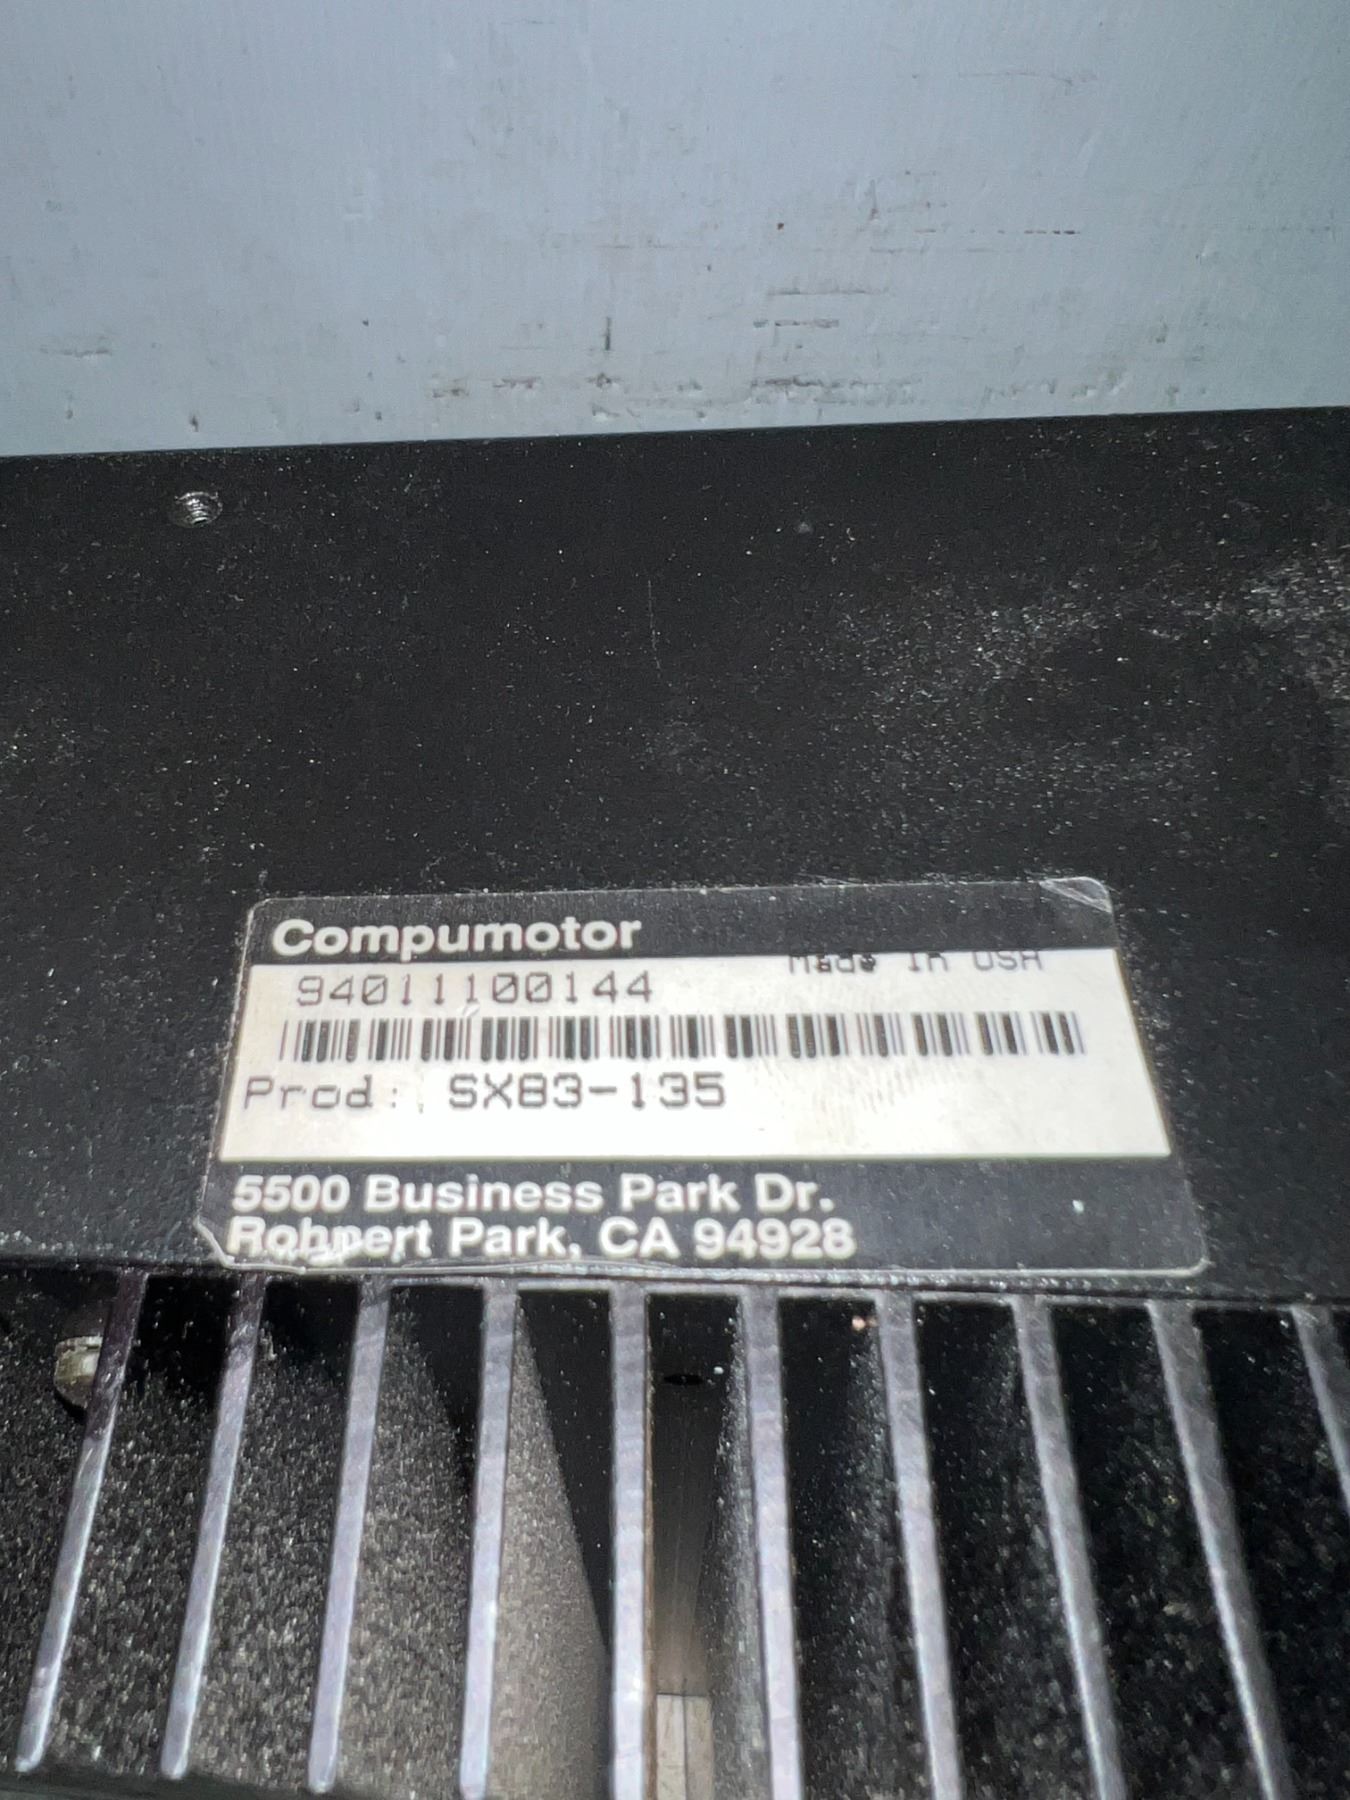 Compumotor
Made In USA
94011100144
Prod: SX83-135
5500 Business Park Dr.
Rohnert Park, CA 94928